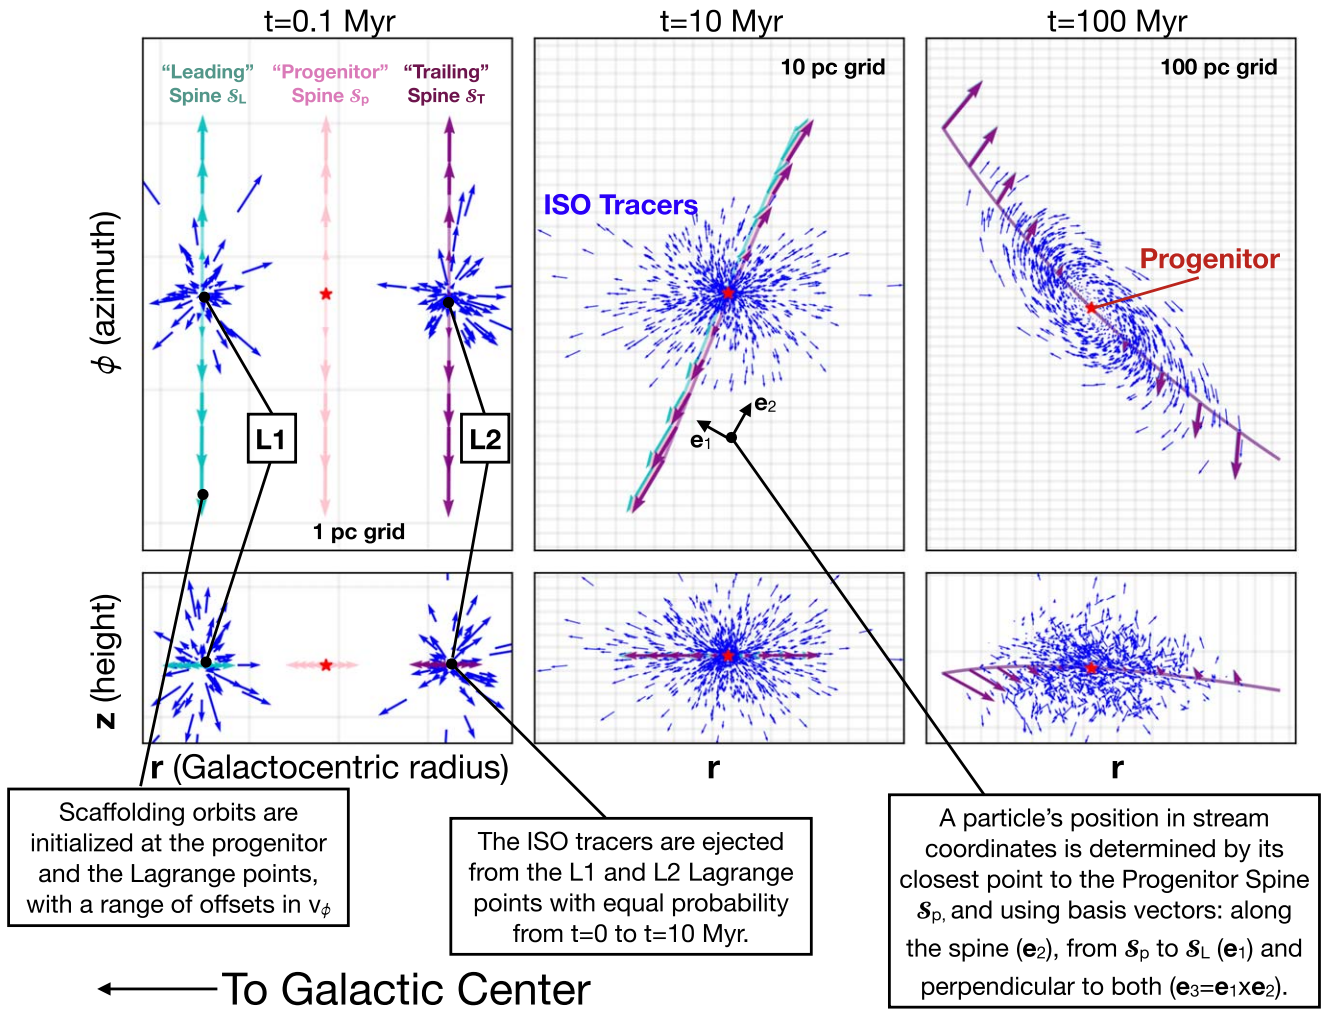 t=0.1 Myr
t=10 Myr
t=100 Myr
“Leading”
Spine 𝓢L
“Progenitor”
Spine 𝓢p
“Trailing”
Spine 𝓢T
10 pc grid
100 pc grid
ISO Tracers
Progenitor
ϕ (azimuth)
L1
L2
e₂
e₁
1 pc grid
z (height)
r (Galactocentric radius)
r
r
Scaffolding orbits are
initialized at the progenitor
and the Lagrange points,
with a range of offsets in vϕ
The ISO tracers are ejected
from the L1 and L2 Lagrange
points with equal probability
from t=0 to t=10 Myr.
A particle’s position in stream
coordinates is determined by its
closest point to the Progenitor Spine
𝓢p, and using basis vectors: along
the spine (e₂), from 𝓢p to 𝓢L (e₁) and
perpendicular to both (e₃=e₁xe₂).
To Galactic Center